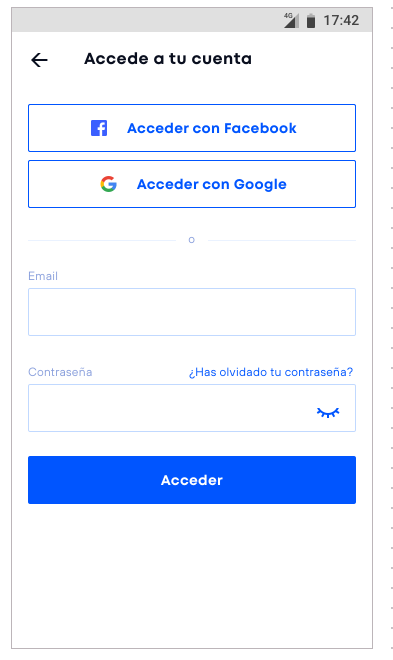 4G 17:42
Accede a tu cuenta
Acceder con Facebook
Acceder con Google
o
Email
Contraseña ¿Has olvidado tu contraseña?
Acceder